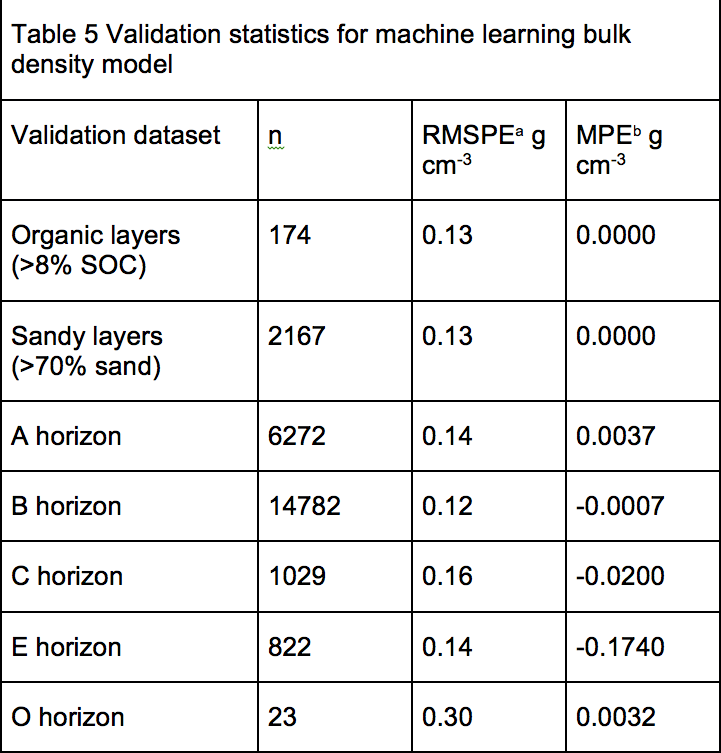 Table 5 Validation statistics for machine learning bulk
density model
Validation dataset n RMSPEᵃ g MPEᵇ g
cm⁻³ cm⁻³
Organic layers 174 0.13 0.0000
(>8% SOC)
Sandy layers 2167 0.13 0.0000
(>70% sand)
A horizon 6272 0.14 0.0037
B horizon 14782 0.12 -0.0007
C horizon 1029 0.16 -0.0200
E horizon 822 0.14 -0.1740
O horizon 23 0.30 0.0032